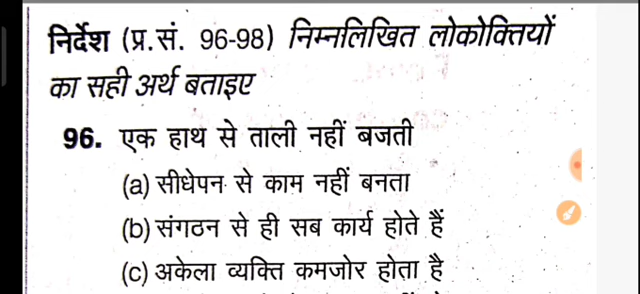 निर्देश (प्र.सं. 96-98) निम्नलिखित लोकोक्तियों
का सही अर्थ बताइए
96. एक हाथ से ताली नहीं बजती
(a) सीधेपन से काम नहीं बनता
(b) संगठन से ही सब कार्य होते हैं
(c) अकेला व्यक्ति कमजोर होता है